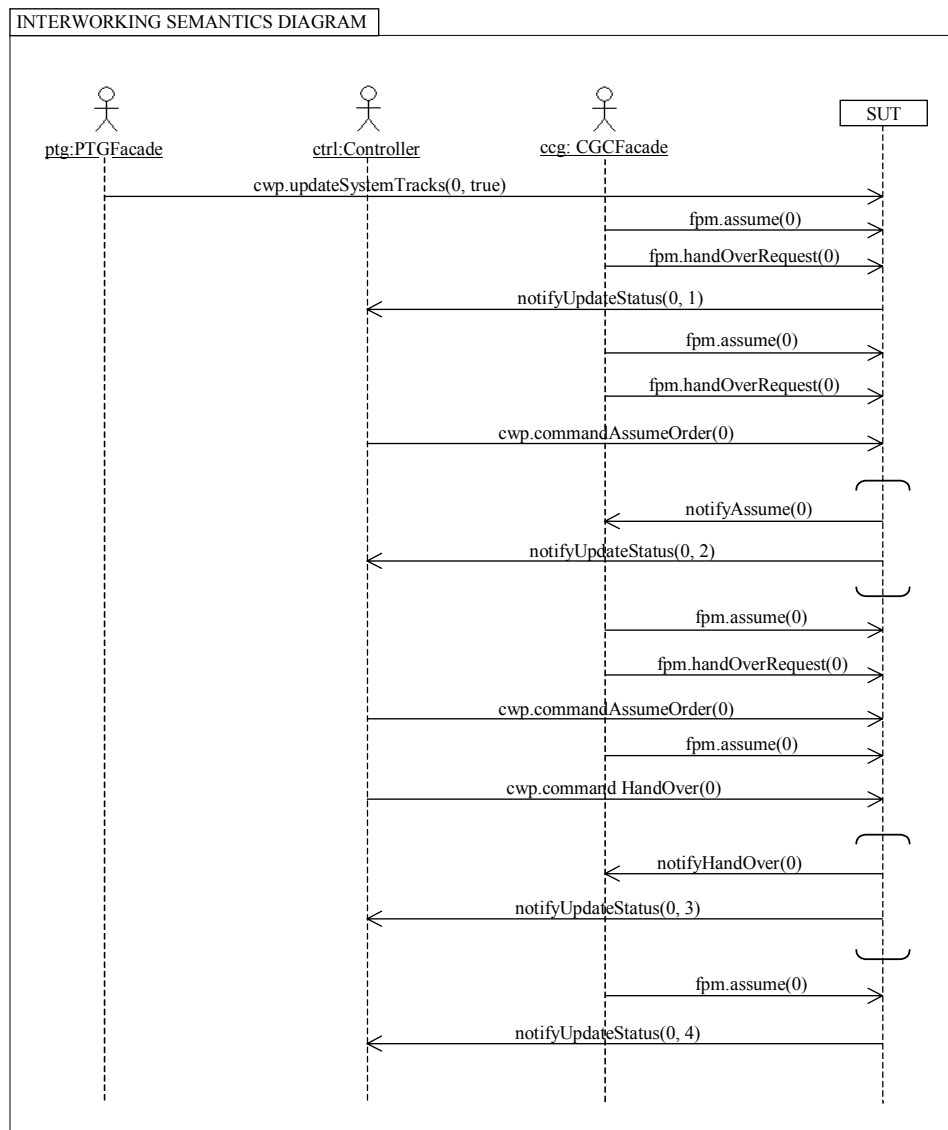 INTERWORKING SEMANTICS DIAGRAM
SUT
ptg:PTGFacade
ctrl:Controller
ccg: CGCFacade
cwp.updateSystemTracks(0, true)
fpm.assume(0)
fpm.handOverRequest(0)
notifyUpdateStatus(0, 1)
fpm.assume(0)
fpm.handOverRequest(0)
cwp.commandAssumeOrder(0)
notifyAssume(0)
notifyUpdateStatus(0, 2)
fpm.assume(0)
fpm.handOverRequest(0)
cwp.commandAssumeOrder(0)
fpm.assume(0)
cwp.command HandOver(0)
notifyHandOver(0)
notifyUpdateStatus(0, 3)
fpm.assume(0)
notifyUpdateStatus(0, 4)